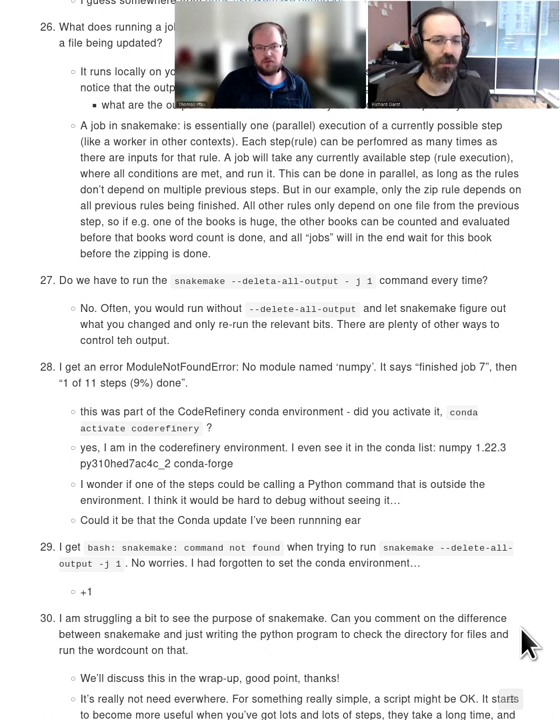 I guess somewhere
26. What does running a job
a file being updated?
It runs locally on yo
notice that the outp
what are the ou
A job in snakemake: is essentially one (parallel) execution of a currently possible step
(like a worker in other contexts). Each step(rule) can be perfomred as many times as
there are inputs for that rule. A job will take any currently available step (rule execution),
where all conditions are met, and run it. This can be done in parallel, as long as the rules
don't depend on multiple previous steps. But in our example, only the zip rule depends on
all previous rules being finished. All other rules only depend on one file from the previous
step, so if e.g. one of the books is huge, the other books can be counted and evaluated
before that books word count is done, and all “jobs” will in the end wait for this book
before the zipping is done.
27. Do we have to run the snakemake --deleta-all-output - j 1 command every time?
No. Often, you would run without --delete-all-output and let snakemake figure out
what you changed and only re-run the relevant bits. There are plenty of other ways to
control teh output.
28. I get an error ModuleNotFoundError: No module named ‘numpy’. It says “finished job 7”, then
“1 of 11 steps (9%) done”.
this was part of the CodeRefinery conda environment - did you activate it, conda
activate coderefinery ?
yes, I am in the coderefinery environment. I even see it in the conda list: numpy 1.22.3
py310hed7ac4c_2 conda-forge
I wonder if one of the steps could be calling a Python command that is outside the
environment. I think it would be hard to debug without seeing it…
Could it be that the Conda update I've been runnning ear
29. I get bash: snakemake: command not found when trying to run snakemake --delete-all-
output -j 1 . No worries. I had forgotten to set the conda environment…
+1
30. I am struggling a bit to see the purpose of snakemake. Can you comment on the difference
between snakemake and just writing the python program to check the directory for files and
run the wordcount on that.
We'll discuss this in the wrap-up, good point, thanks!
It's really not need everwhere. For something really simple, a script might be OK. It starts
to become more useful when you've got lots and lots of steps, they take a long time, and